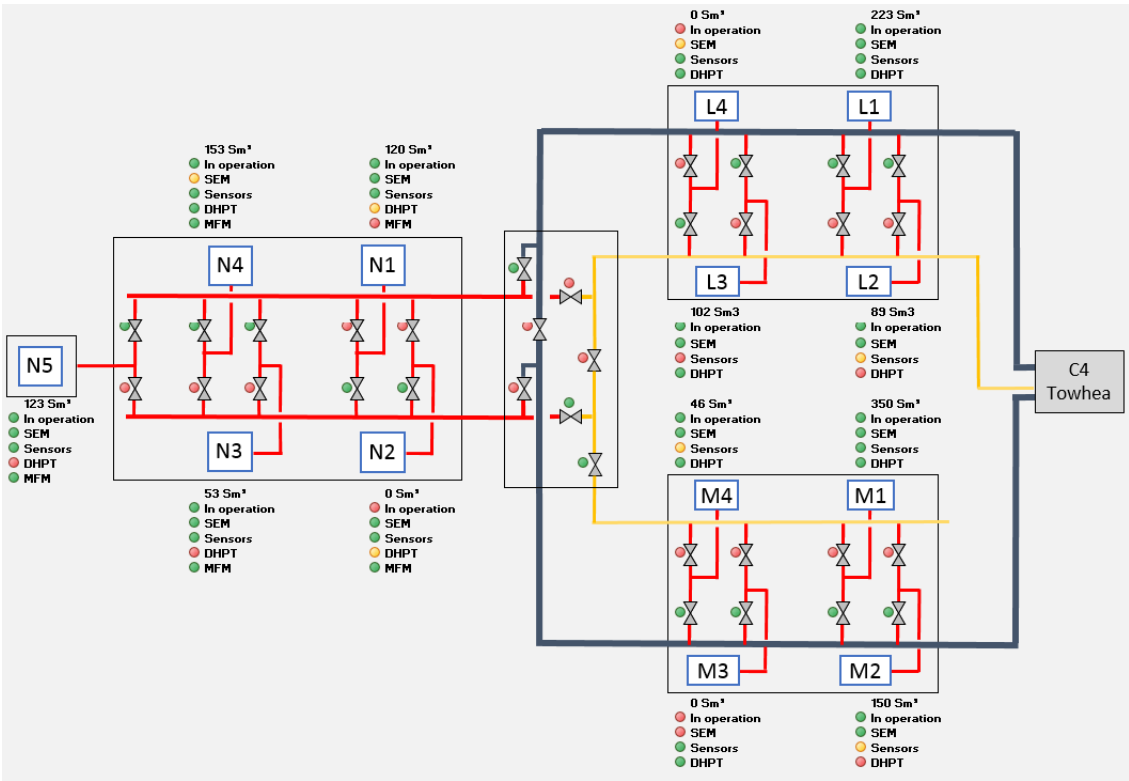 0 Sm³
In operation
SEM
Sensors
DHPT
223 Sm³
In operation
SEM
Sensors
DHPT
L4
L1
L3
L2
102 Sm3
In operation
SEM
Sensors
DHPT
89 Sm3
In operation
SEM
Sensors
DHPT
153 Sm³
In operation
SEM
Sensors
DHPT
MFM
120 Sm³
In operation
SEM
Sensors
DHPT
MFM
N4
N1
N5
N3
N2
123 Sm³
In operation
SEM
Sensors
DHPT
MFM
53 Sm³
In operation
SEM
Sensors
DHPT
MFM
0 Sm³
In operation
SEM
Sensors
DHPT
MFM
C4
Towhea
46 Sm³
In operation
SEM
Sensors
DHPT
350 Sm³
In operation
SEM
Sensors
DHPT
M4
M1
M3
M2
0 Sm³
In operation
SEM
Sensors
DHPT
150 Sm³
In operation
SEM
Sensors
DHPT